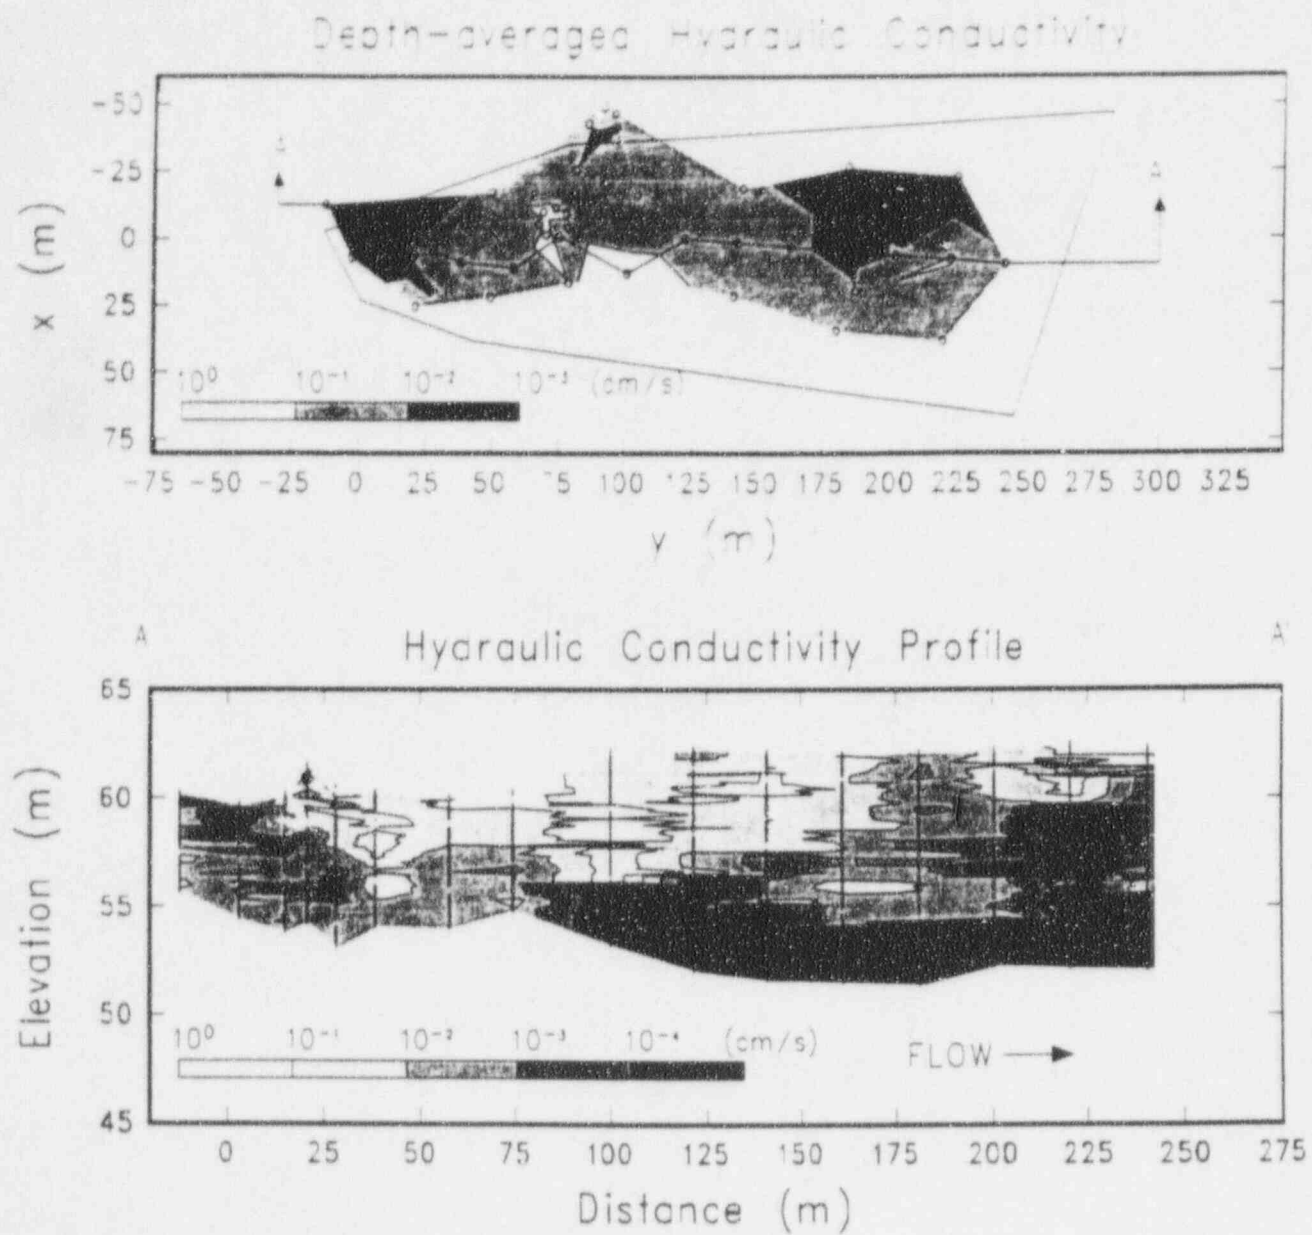 Depth-averaged Hydraulic Conductivity
-50
-25
0
25
50
75
x (m)
10⁰ 10⁻¹ 10⁻² 10⁻³ (cm/s)
-75 -50 -25 0 25 50 75 100 125 150 175 200 225 250 275 300 325
y (m)
A A'
Hydraulic Conductivity Profile
65
60
55
50
45
Elevation (m)
10⁰ 10⁻¹ 10⁻² 10⁻³ 10⁻⁴ (cm/s)
FLOW
0 25 50 75 100 125 150 175 200 225 250 275
Distance (m)